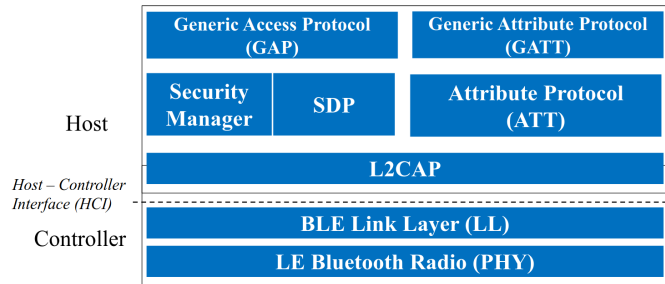 Generic Access Protocol
(GAP)
Generic Attribute Protocol
(GATT)
Security
Manager
SDP
Attribute Protocol
(ATT)
Host
L2CAP
Host – Controller
Interface (HCI)
BLE Link Layer (LL)
Controller
LE Bluetooth Radio (PHY)